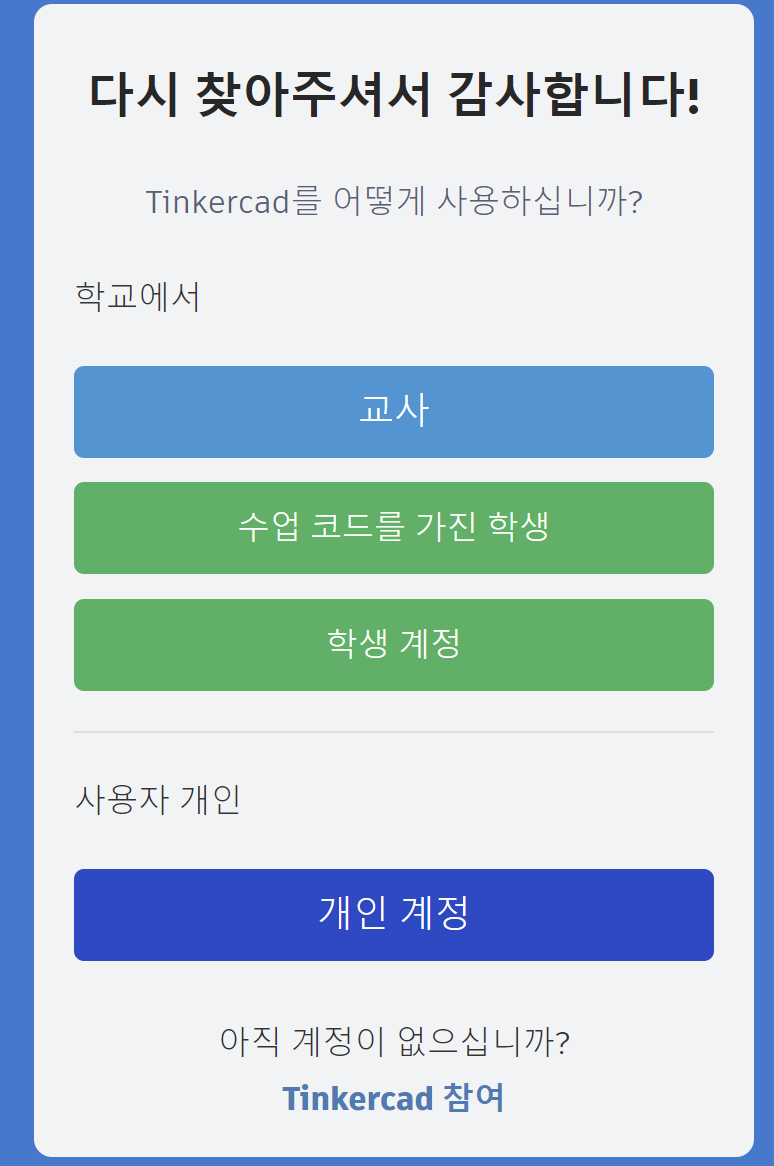 다시 찾아주셔서 감사합니다!
Tinkercad를 어떻게 사용하십니까?
학교에서
교사
수업 코드를 가진 학생
학생 계정
사용자 개인
개인 계정
아직 계정이 없으십니까?
Tinkercad 참여